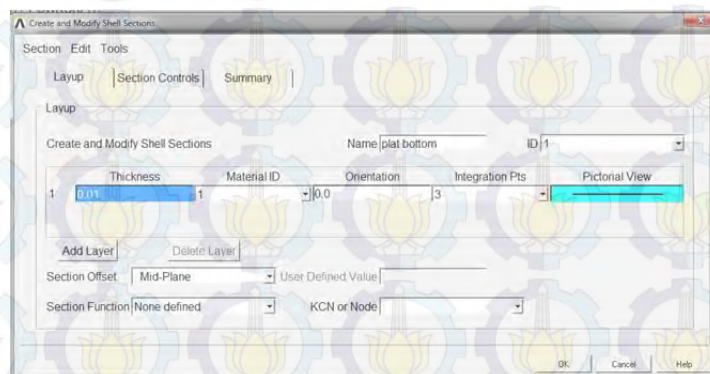 Create and Modify Shell Sections
Section Edit Tools
Layup Section Controls Summary
Layup
Create and Modify Shell Sections Name plat bottom ID 1
Thickness Material ID Orientation Integration Pts Pictorial View
1 0.01 1 0.0 3
Add Layer Delete Layer
Section Offset Mid-Plane User Defined Value
Section Function None defined KCN or Node
OK Cancel Help